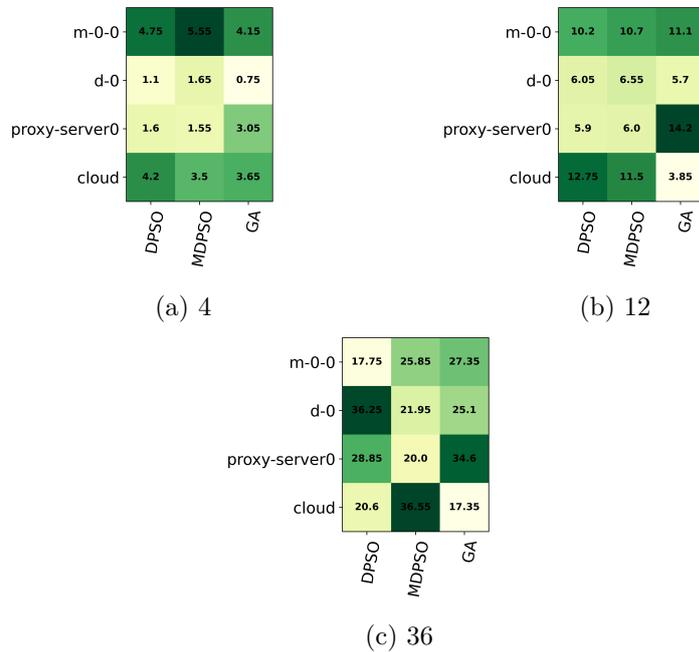 m-0-0 4.75 5.55 4.15
d-0 1.1 1.65 0.75
proxy-server0 1.6 1.55 3.05
cloud 4.2 3.5 3.65
DPSO MDPSO GA
(a) 4
m-0-0 10.2 10.7 11.1
d-0 6.05 6.55 5.7
proxy-server0 5.9 6.0 14.2
cloud 12.75 11.5 3.85
DPSO MDPSO GA
(b) 12
m-0-0 17.75 25.85 27.35
d-0 36.25 21.95 25.1
proxy-server0 28.85 20.0 34.6
cloud 20.6 36.55 17.35
DPSO MDPSO GA
(c) 36